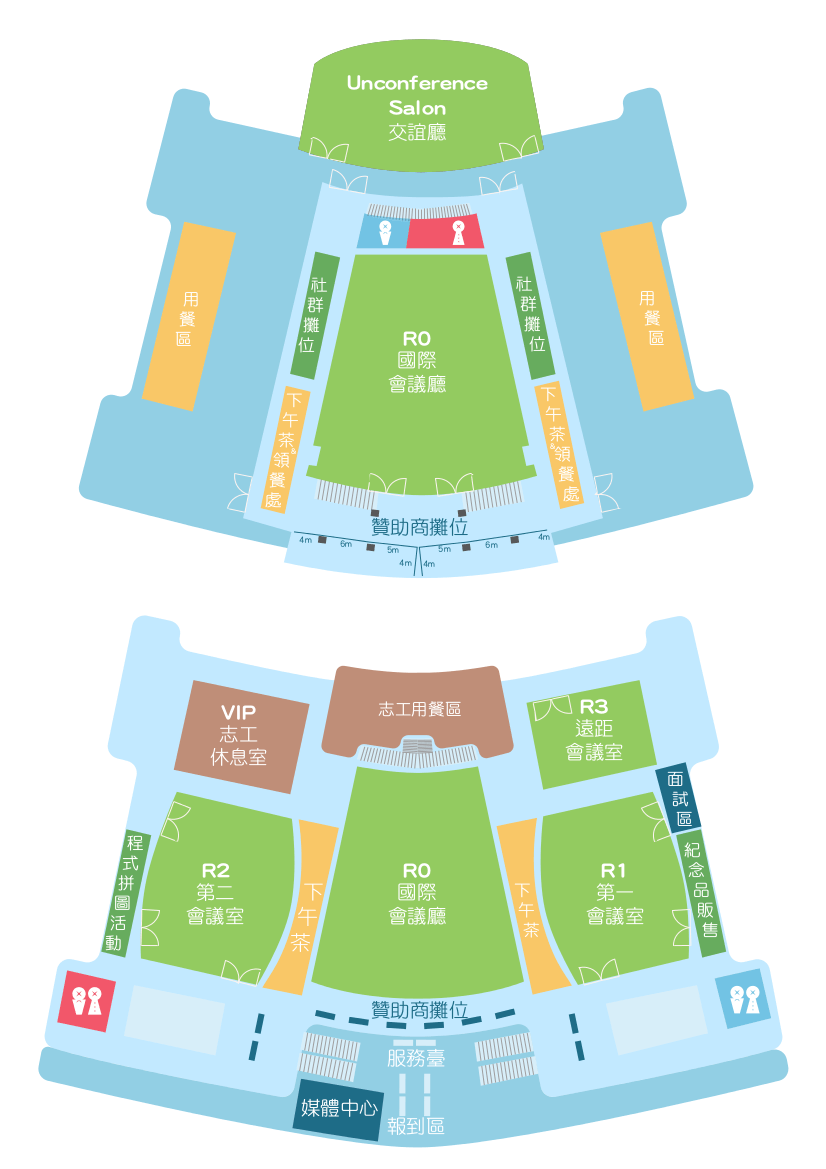 Unconference
Salon
交誼廳
用餐區
社群攤位
社群攤位
用餐區
R0
國際
會議廳
下午茶&領餐處
下午茶&領餐處
贊助商攤位
4m
6m
5m
4m
4m
5m
6m
4m
VIP
志工
休息室
志工用餐區
R3
遠距
會議室
面試區
程式拼圖活動
R2
第二
會議室
下午茶
R0
國際
會議廳
下午茶
R1
第一
會議室
紀念品販售
贊助商攤位
服務臺
媒體中心
報到區